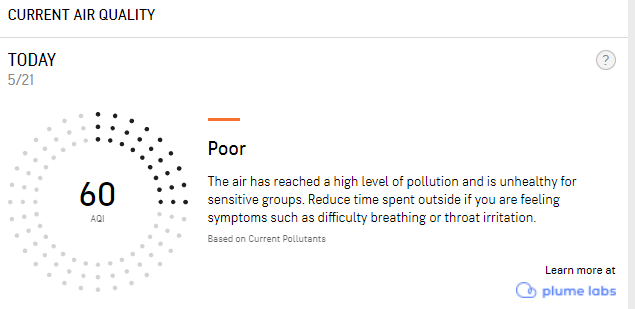 CURRENT AIR QUALITY
TODAY
5/21
?
60
AQI
Poor
The air has reached a high level of pollution and is unhealthy for
sensitive groups. Reduce time spent outside if you are feeling
symptoms such as difficulty breathing or throat irritation.
Based on Current Pollutants
Learn more at
plume labs